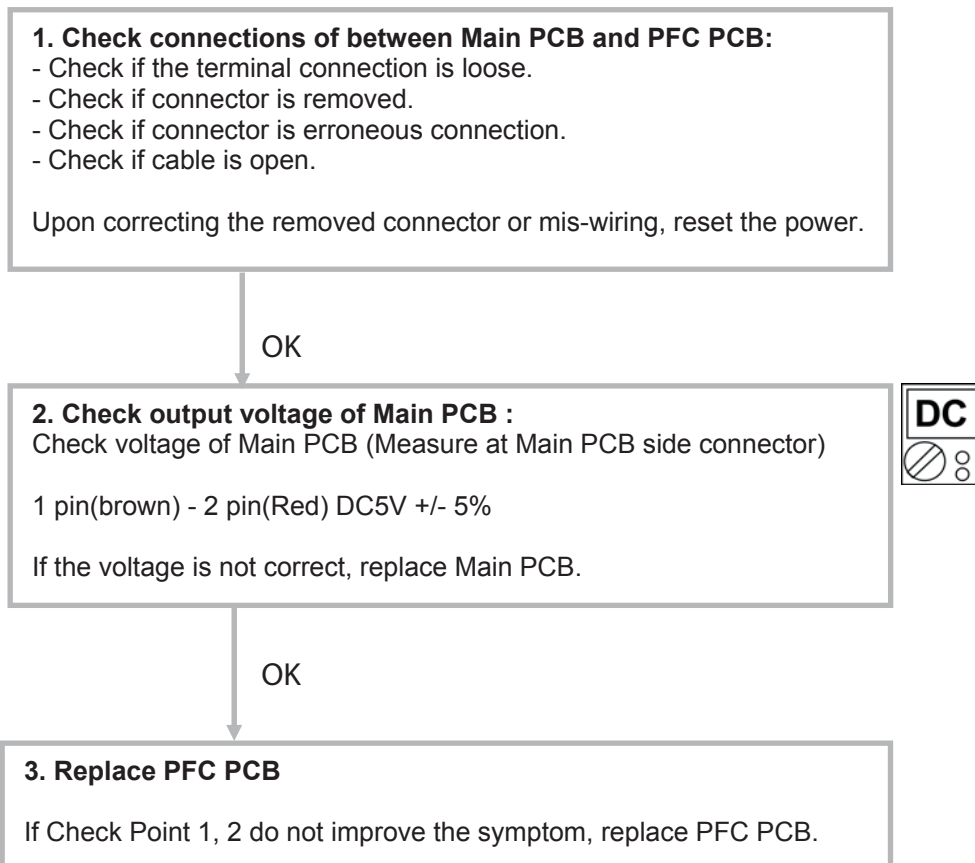 1. Check connections of between Main PCB and PFC PCB:
- Check if the terminal connection is loose.
- Check if connector is removed.
- Check if connector is erroneous connection.
- Check if cable is open.
Upon correcting the removed connector or mis-wiring, reset the power.
OK
2. Check output voltage of Main PCB :
Check voltage of Main PCB (Measure at Main PCB side connector)
1 pin(brown) - 2 pin(Red) DC5V +/- 5%
If the voltage is not correct, replace Main PCB.
DC
OK
3. Replace PFC PCB
If Check Point 1, 2 do not improve the symptom, replace PFC PCB.